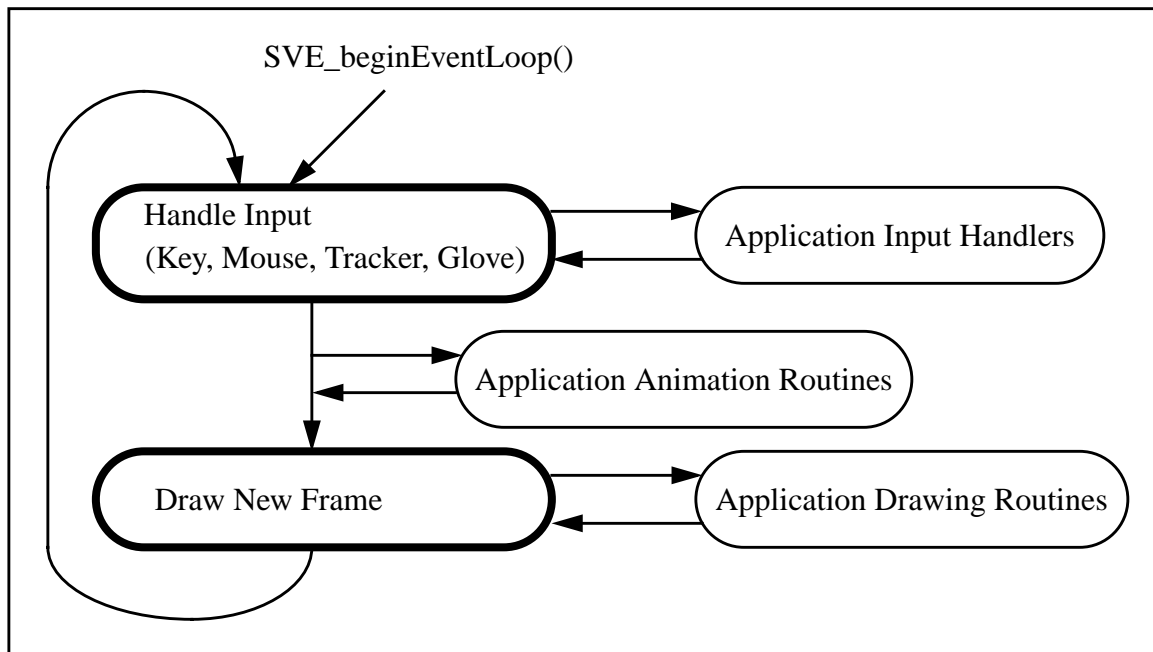 SVE_beginEventLoop()
Handle Input
(Key, Mouse, Tracker, Glove)
Application Input Handlers
Application Animation Routines
Draw New Frame
Application Drawing Routines